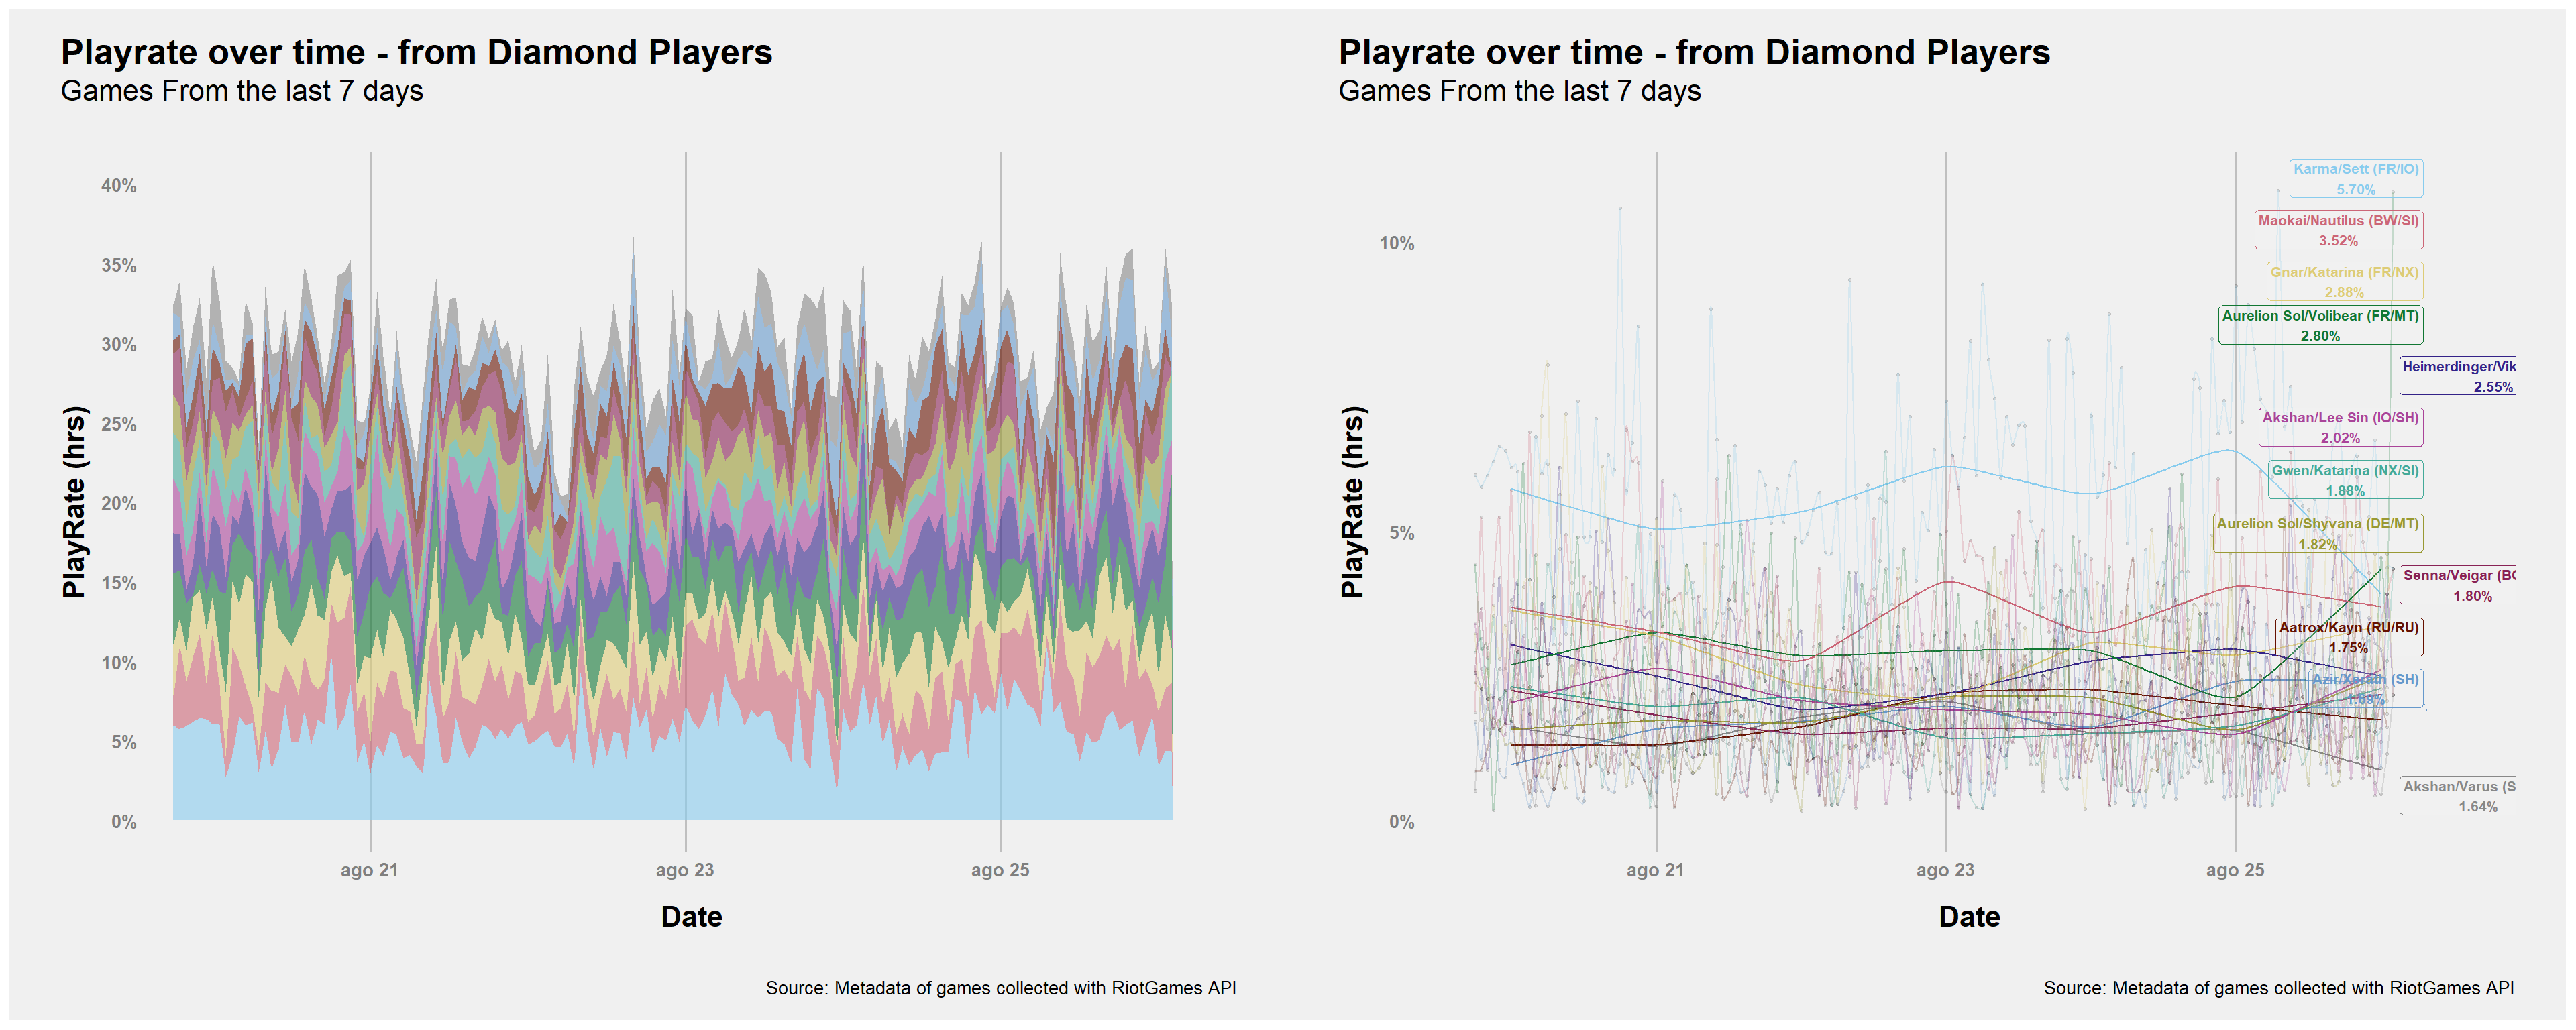 Playrate over time - from Diamond Players
Games From the last 7 days
PlayRate (hrs)
40%
35%
30%
25%
20%
15%
10%
5%
0%
ago 21
ago 23
ago 25
Date
Source: Metadata of games collected with RiotGames API
Playrate over time - from Diamond Players
Games From the last 7 days
PlayRate (hrs)
10%
5%
0%
Karma/Sett (FR/IO)
5.70%
Maokai/Nautilus (BW/SI)
3.52%
Gnar/Katarina (FR/NX)
2.88%
Aurelion Sol/Volibear (FR/MT)
2.80%
Heimerdinger/Vik
2.55%
Akshan/Lee Sin (IO/SH)
2.02%
Gwen/Katarina (NX/SI)
1.88%
Aurelion Sol/Shyvana (DE/MT)
1.82%
Senna/Veigar (BC
1.80%
Aatrox/Kayn (RU/RU)
1.75%
Azir/Xerath (SH)
1.69%
Akshan/Varus (S
1.64%
ago 21
ago 23
ago 25
Date
Source: Metadata of games collected with RiotGames API